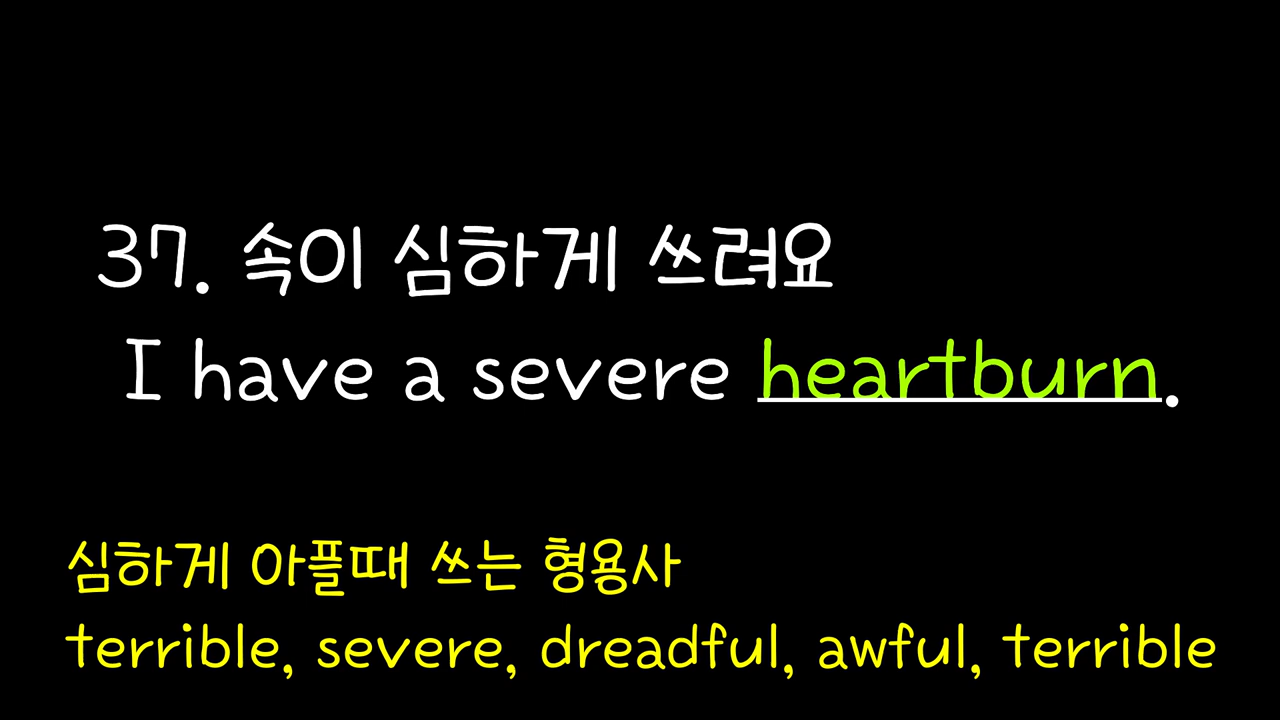 37. 속이 심하게 쓰려요
I have a severe heartburn.
심하게 아플때 쓰는 형용사
terrible, severe, dreadful, awful, terrible